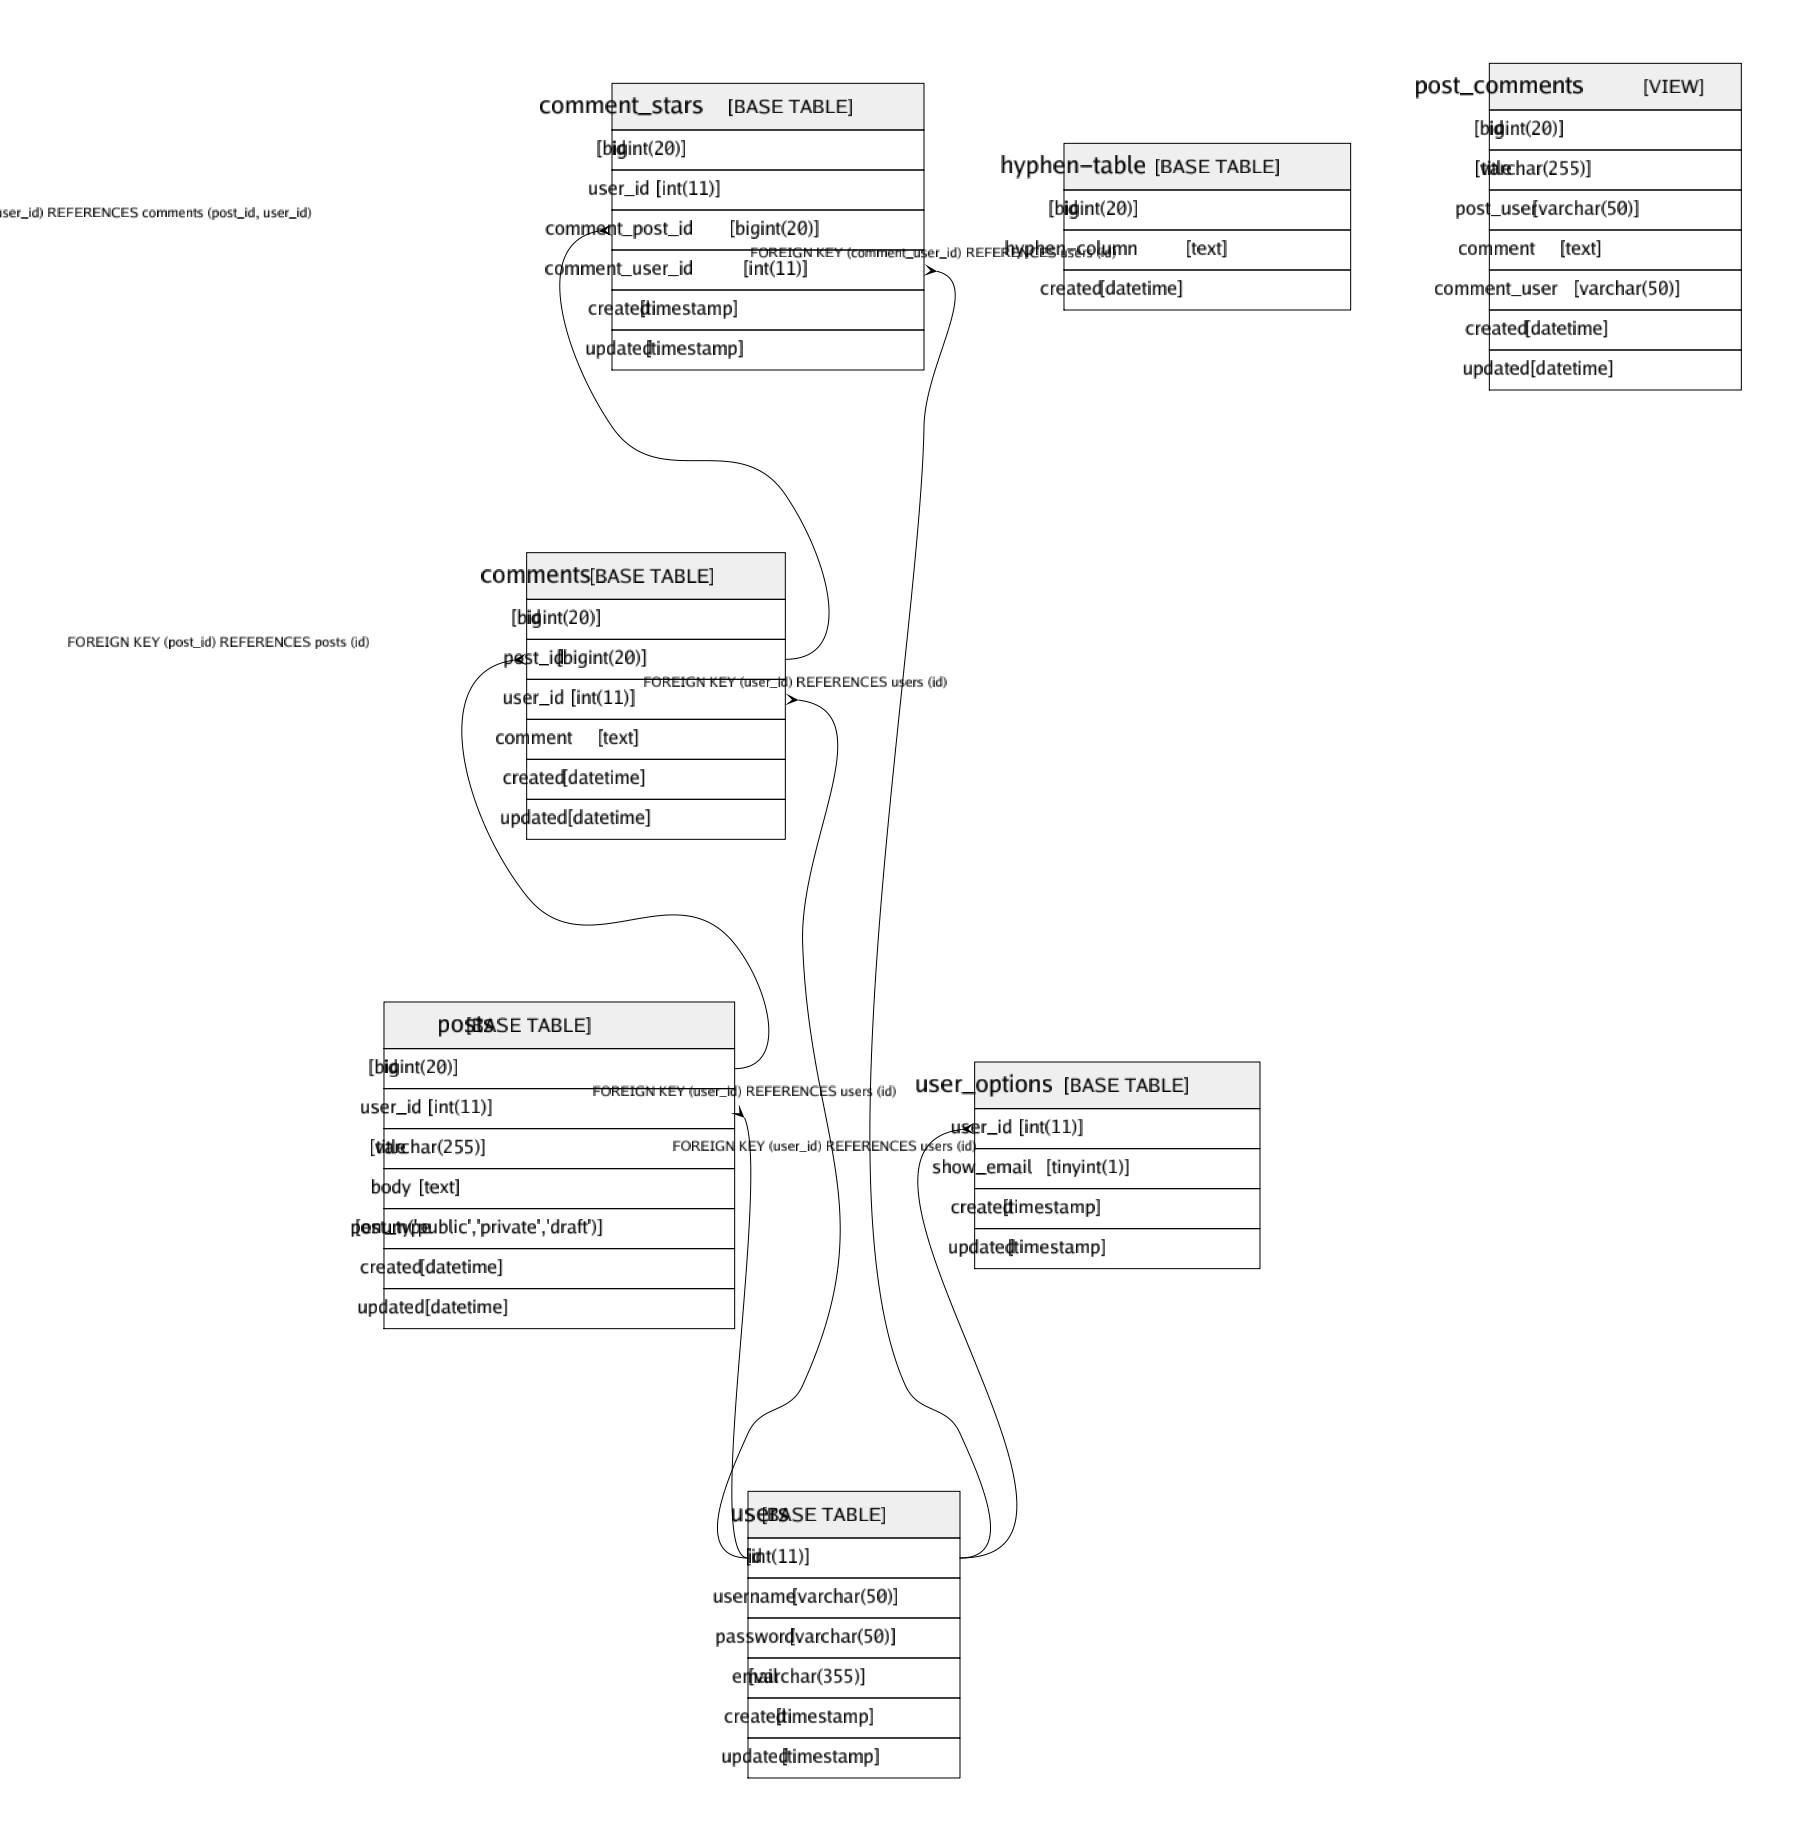 comment_stars [BASE TABLE]
id [bigint(20)]
user_id [int(11)]
user_id) REFERENCES comments (post_id, user_id)
comment_post_id [bigint(20)]
FOREIGN KEY (comment_user_id) REFERENCES users (id)
comment_user_id [int(11)]
created [timestamp]
updated [timestamp]
hyphen-table [BASE TABLE]
id [bigint(20)]
hyphen-column [text]
created [datetime]
post_comments [VIEW]
id [bigint(20)]
title [varchar(255)]
post_user [varchar(50)]
comment [text]
comment_user [varchar(50)]
created [datetime]
updated [datetime]
comments [BASE TABLE]
id [bigint(20)]
FOREIGN KEY (post_id) REFERENCES posts (id)
post_id [bigint(20)]
FOREIGN KEY (user_id) REFERENCES users (id)
user_id [int(11)]
comment [text]
created [datetime]
updated [datetime]
posts [BASE TABLE]
id [bigint(20)]
FOREIGN KEY (user_id) REFERENCES users (id)
user_id [int(11)]
title [varchar(255)]
body [text]
post_type [enum('public','private','draft')]
created [datetime]
updated [datetime]
user_options [BASE TABLE]
user_id [int(11)]
FOREIGN KEY (user_id) REFERENCES users (id)
show_email [tinyint(1)]
created [timestamp]
updated [timestamp]
users [BASE TABLE]
id [int(11)]
username [varchar(50)]
password [varchar(50)]
email [varchar(355)]
created [timestamp]
updated [timestamp]